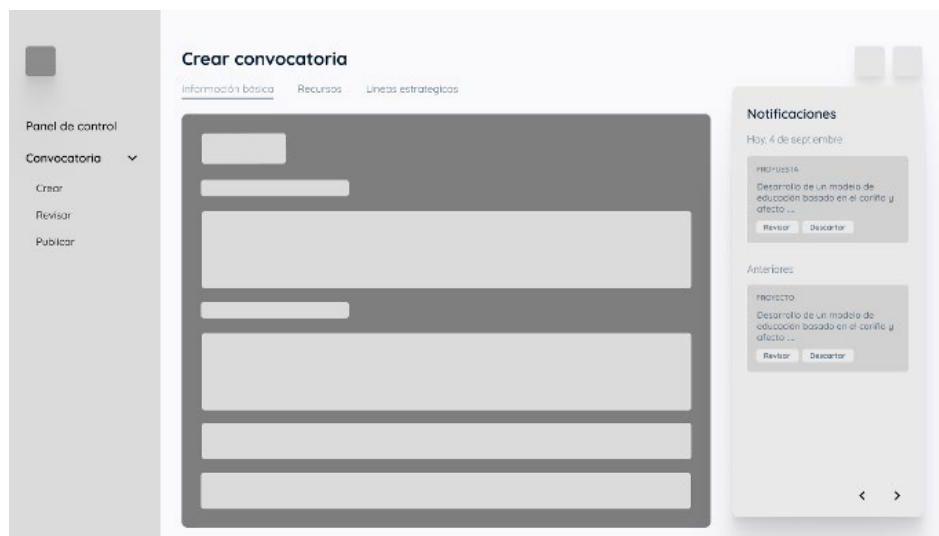 Panel de control
Convocatoria
Crear
Revisar
Publicar
Crear convocatoria
Información básica Recursos Lineas estrategicas
Notificaciones
Hoy, 4 de septiembre
PROPUESTA
Desarrollo de un modelo de
educación basado en el cariño y
afecto ...
Revisar Descartar
Anteriores
PROYECTO
Desarrollo de un modelo de
educación basado en el cariño y
afecto ...
Revisar Descartar